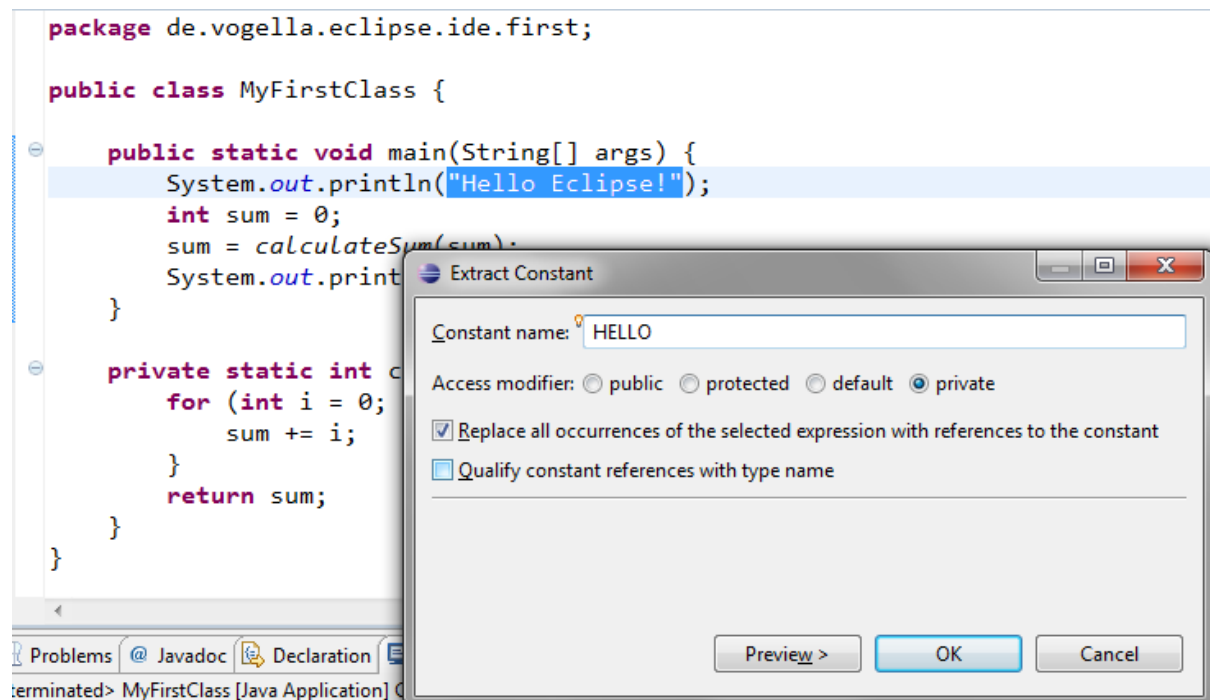 package de.vogella.eclipse.ide.first;
public class MyFirstClass {
public static void main(String[] args) {
System.out.println("Hello Eclipse!");
int sum = 0;
sum = calculateSum(sum);
System.out.print
}
private static int c
for (int i = 0;
sum += i;
}
return sum;
}
}
Extract Constant
Constant name: HELLO
Access modifier: public protected default private
Replace all occurrences of the selected expression with references to the constant
Qualify constant references with type name
Preview > OK Cancel
Problems @ Javadoc Declaration
terminated> MyFirstClass [Java Application]